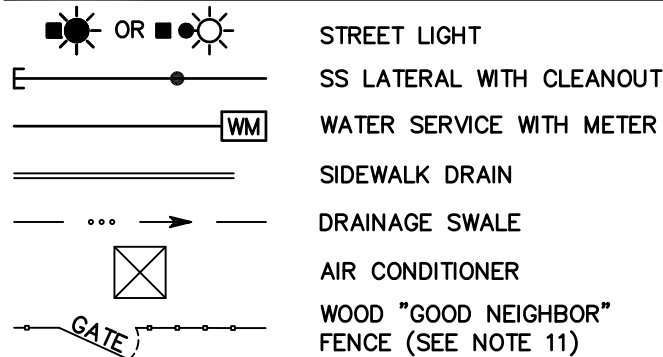 OR STREET LIGHT
SS LATERAL WITH CLEANOUT
WM WATER SERVICE WITH METER
SIDEWALK DRAIN
DRAINAGE SWALE
AIR CONDITIONER
GATE WOOD "GOOD NEIGHBOR"
FENCE (SEE NOTE 11)